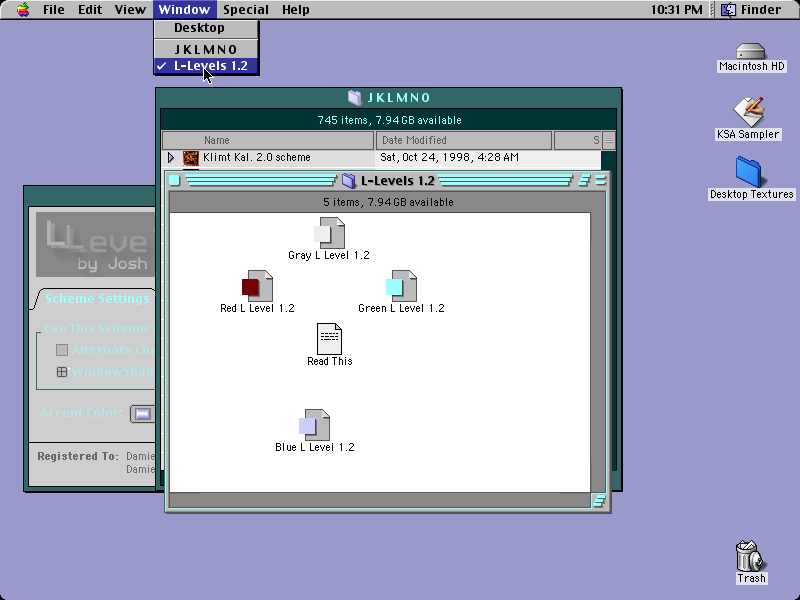 File Edit View Window Special Help 10:31 PM Finder
Desktop
JKLMNO
✓ L-Levels 1.2
Macintosh HD
KSA Sampler
Desktop Textures
JKLMNO
745 items, 7.94 GB available
Name Date Modified S
Klimt Kal. 2.0 scheme Sat, Oct 24, 1998, 4:28 AM
L-Levels 1.2
5 items, 7.94 GB available
Gray L Level 1.2
Red L Level 1.2 Green L Level 1.2
Read This
Blue L Level 1.2
LLeve
by Josh
Scheme Settings
Use This Scheme's
Alternate Ch
WindowShad
Accent Color:
Registered To: Damie
Damie
Trash